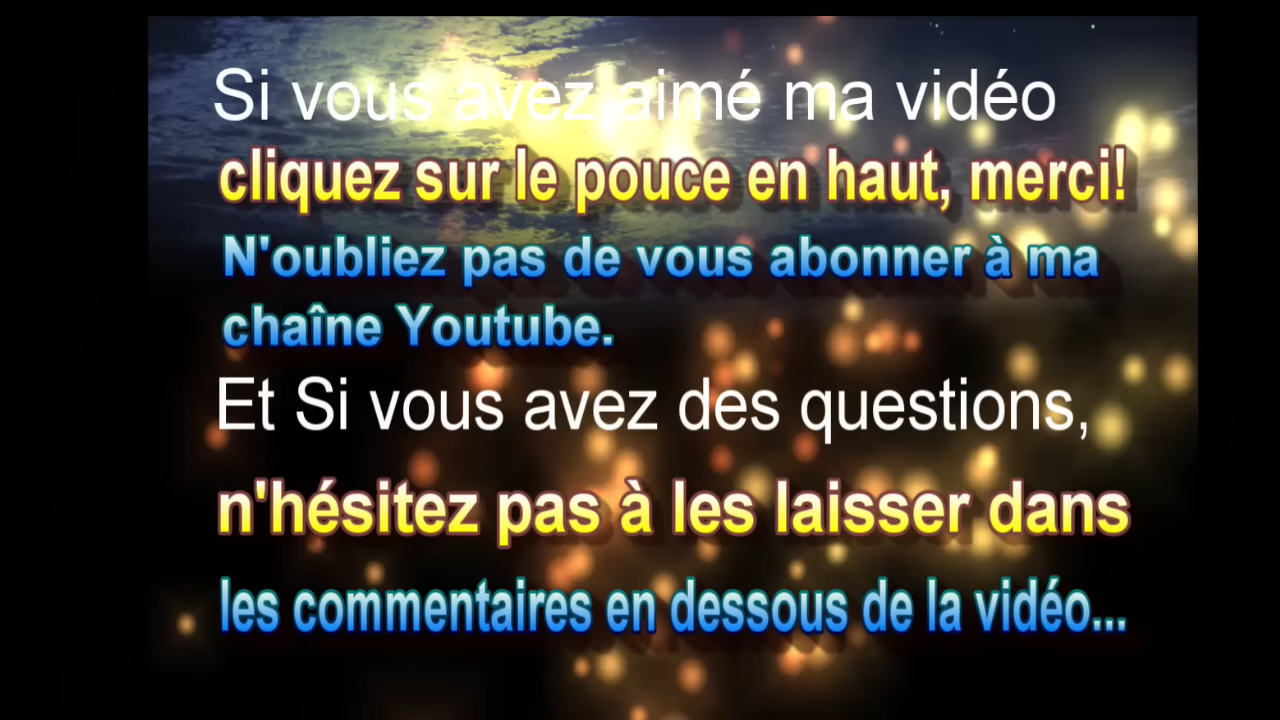 Si vous avez aimé ma vidéo
cliquez sur le pouce en haut, merci!
N'oubliez pas de vous abonner à ma
chaîne Youtube.
Et Si vous avez des questions,
n'hésitez pas à les laisser dans
les commentaires en dessous de la vidéo...